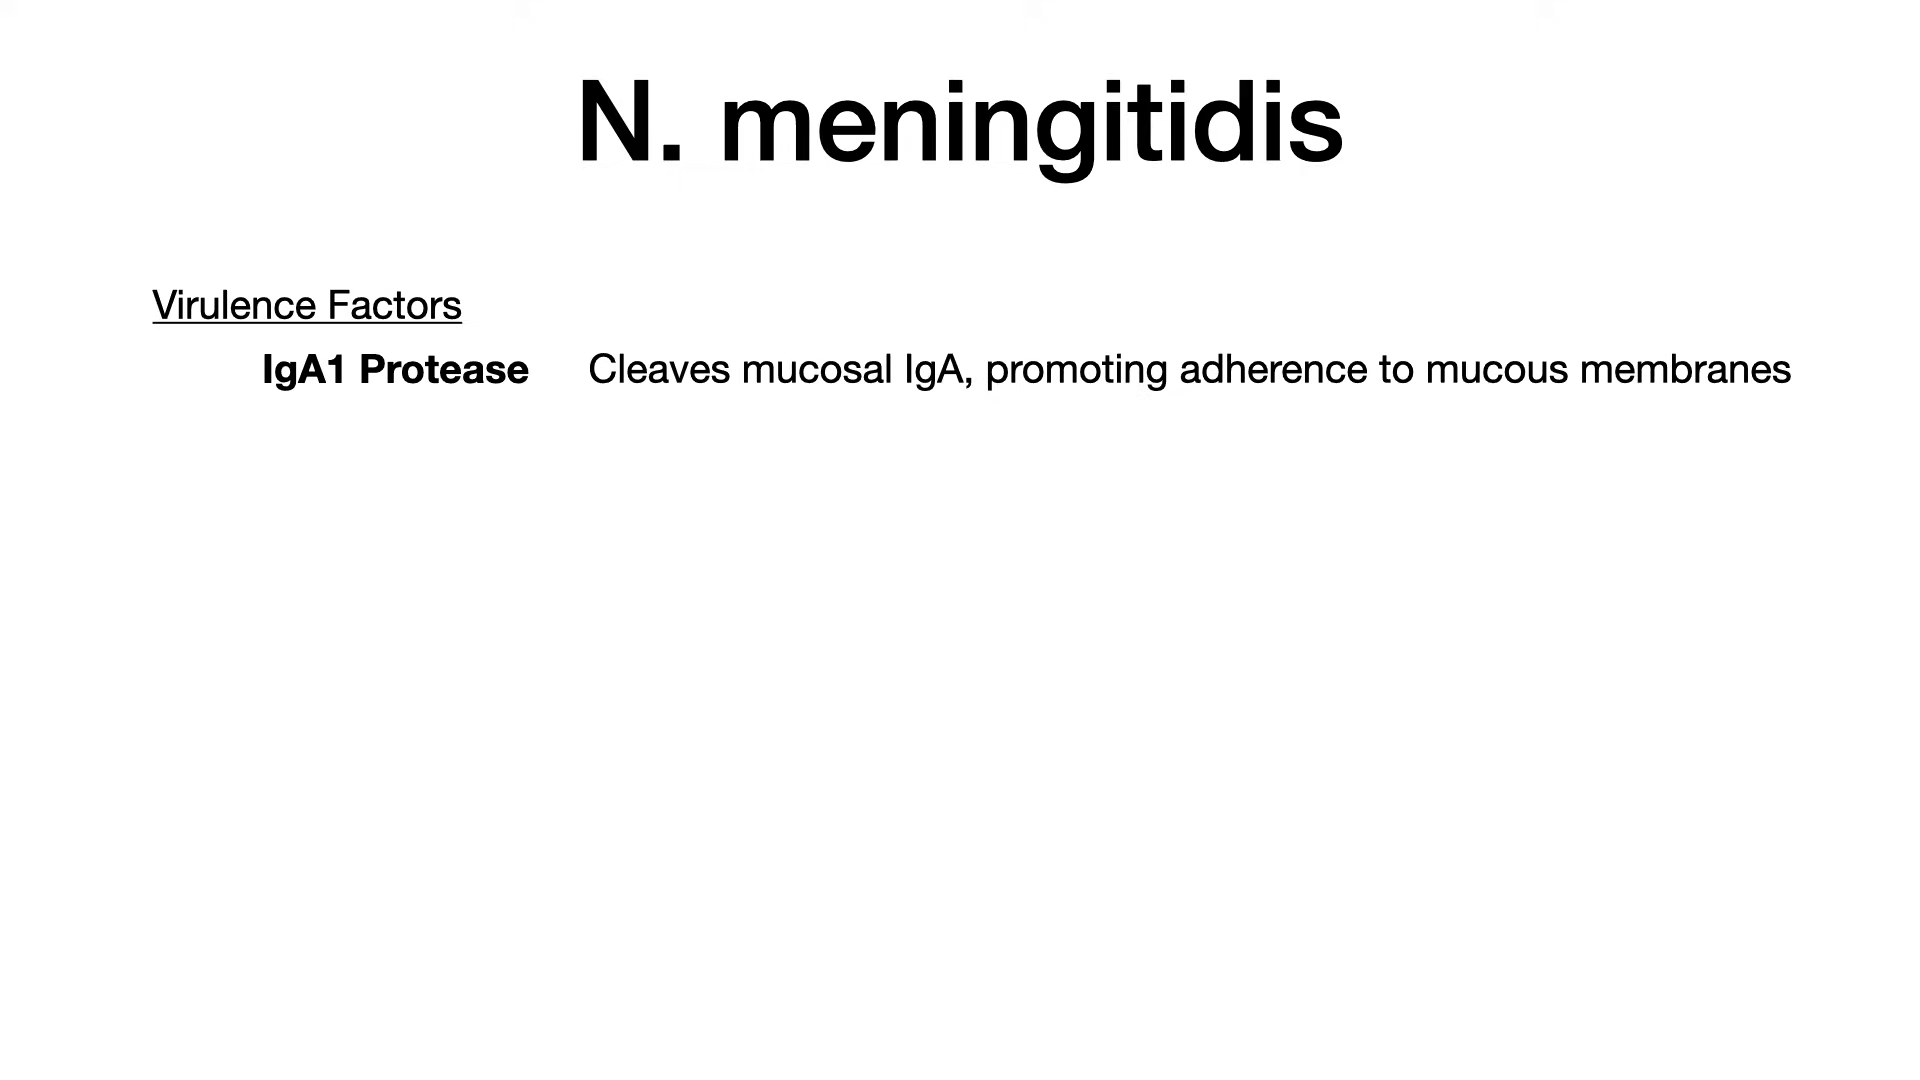 N. meningitidis
Virulence Factors
IgA1 Protease Cleaves mucosal IgA, promoting adherence to mucous membranes